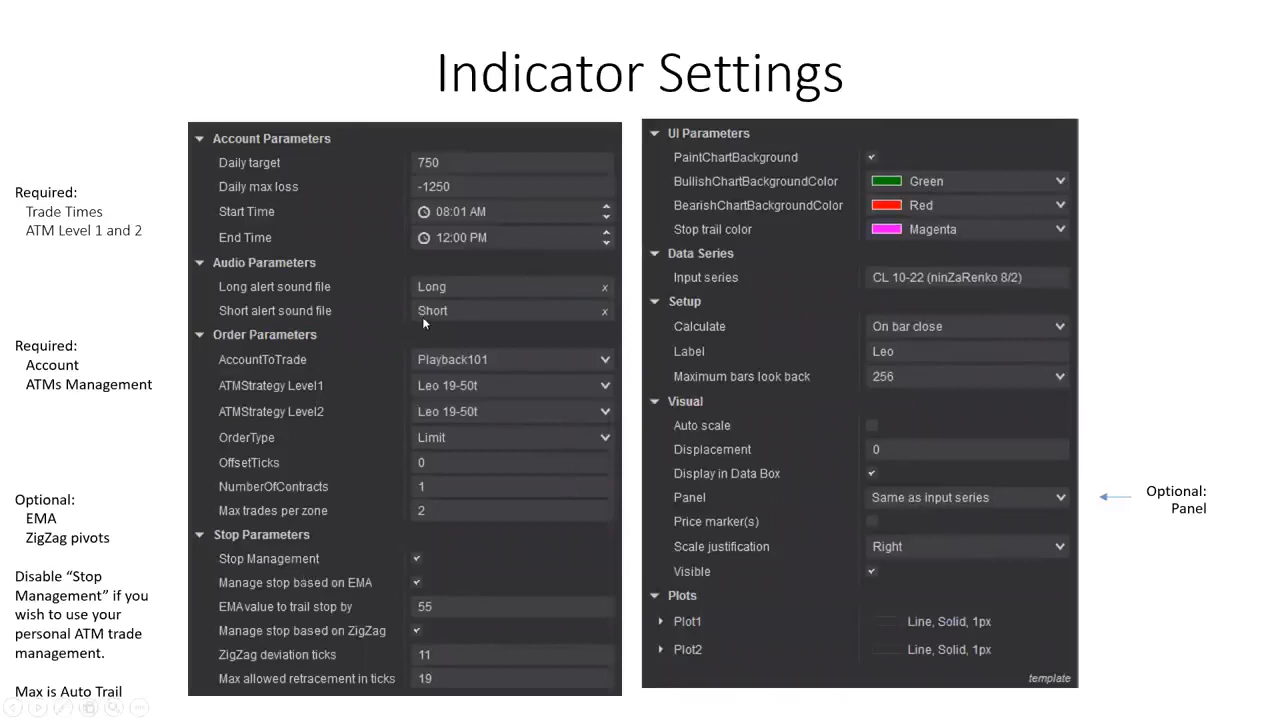 Indicator Settings
Required:
Trade Times
ATM Level 1 and 2
Required:
Account
ATMs Management
Optional:
EMA
ZigZag pivots
Disable “Stop
Management” if you
wish to use your
personal ATM trade
management.
Max is Auto Trail
Account Parameters
Daily target 750
Daily max loss -1250
Start Time 08:01 AM
End Time 12:00 PM
Audio Parameters
Long alert sound file Long x
Short alert sound file Short x
Order Parameters
AccountToTrade Playback101
ATMStrategy Level1 Leo 19-50t
ATMStrategy Level2 Leo 19-50t
OrderType Limit
OffsetTicks 0
NumberOfContracts 1
Max trades per zone 2
Stop Parameters
Stop Management
Manage stop based on EMA
EMA value to trail stop by 55
Manage stop based on ZigZag
ZigZag deviation ticks 11
Max allowed retracement in ticks 19
UI Parameters
PaintChartBackground
BullishChartBackgroundColor Green
BearishChartBackgroundColor Red
Stop trail color Magenta
Data Series
Input series CL 10-22 (ninZaRenko 8/2)
Setup
Calculate On bar close
Label Leo
Maximum bars look back 256
Visual
Auto scale
Displacement 0
Display in Data Box
Panel Same as input series
Price marker(s)
Scale justification Right
Visible
Plots
Plot1 Line, Solid, 1px
Plot2 Line, Solid, 1px
template
Optional:
Panel